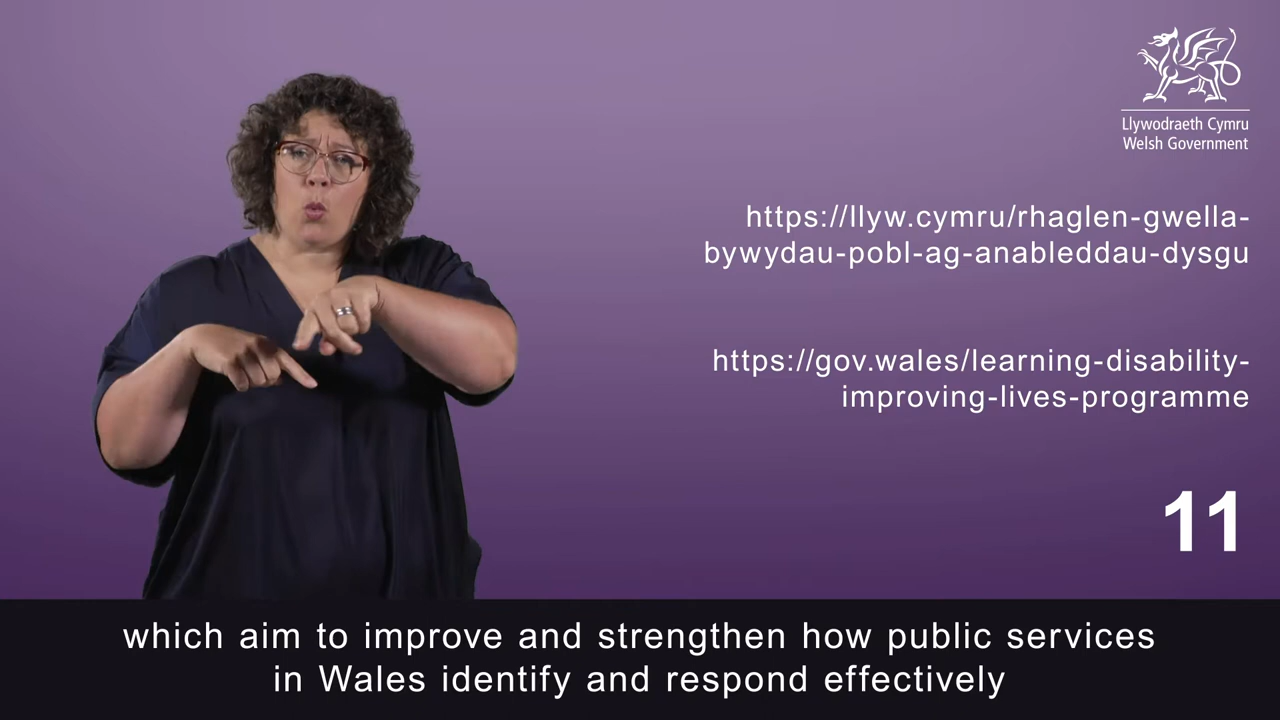 Llywodraeth Cymru
Welsh Government
https://llyw.cymru/rhaglen-gwella-
bywydau-pobl-ag-anableddau-dysgu
https://gov.wales/learning-disability-
improving-lives-programme
11
which aim to improve and strengthen how public services
in Wales identify and respond effectively